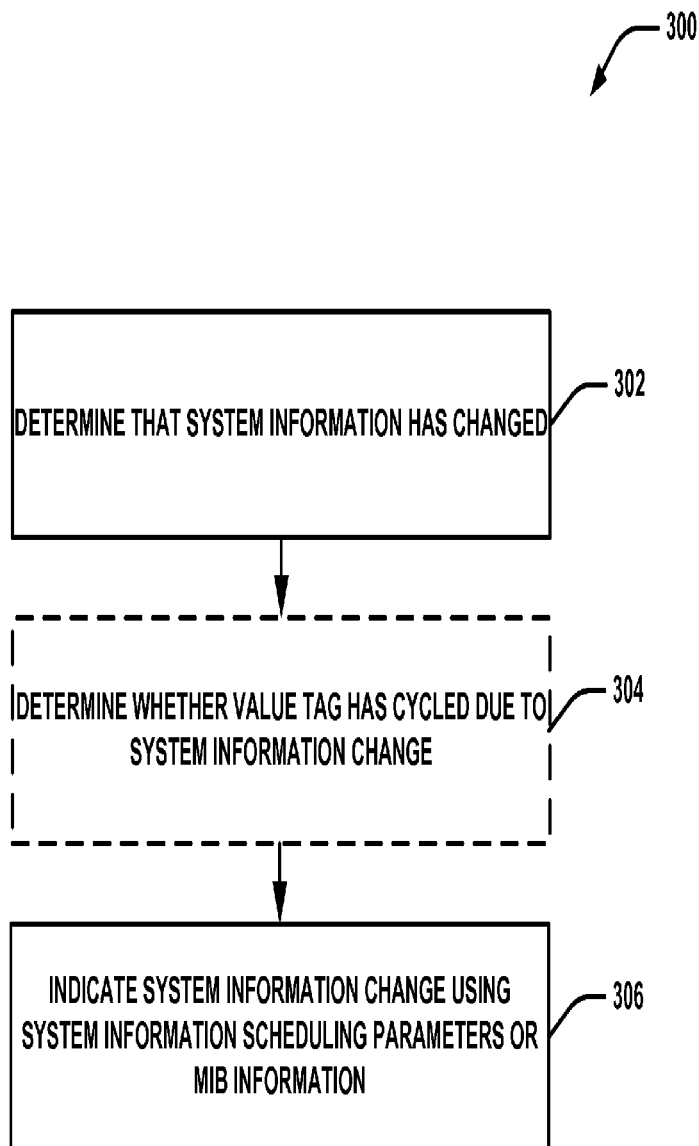 300
DETERMINE THAT SYSTEM INFORMATION HAS CHANGED
302
DETERMINE WHETHER VALUE TAG HAS CYCLED DUE TO
SYSTEM INFORMATION CHANGE
304
INDICATE SYSTEM INFORMATION CHANGE USING
SYSTEM INFORMATION SCHEDULING PARAMETERS OR
MIB INFORMATION
306